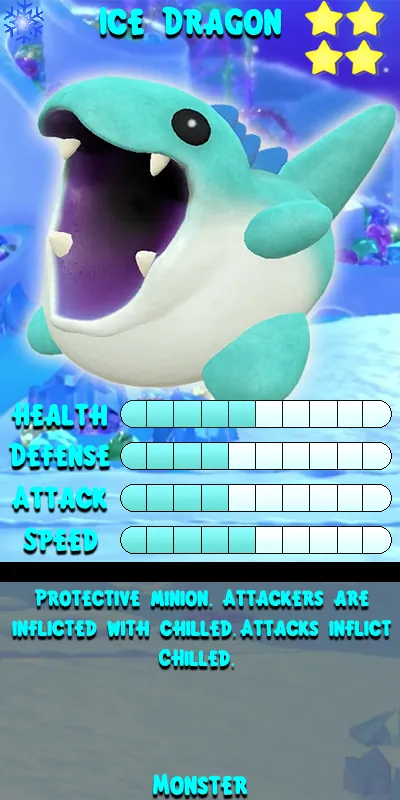 Ice Dragon
Health
Defense
Attack
Speed
Protective minion. Attackers are
inflicted with Chilled. Attacks inflict
Chilled.
Monster